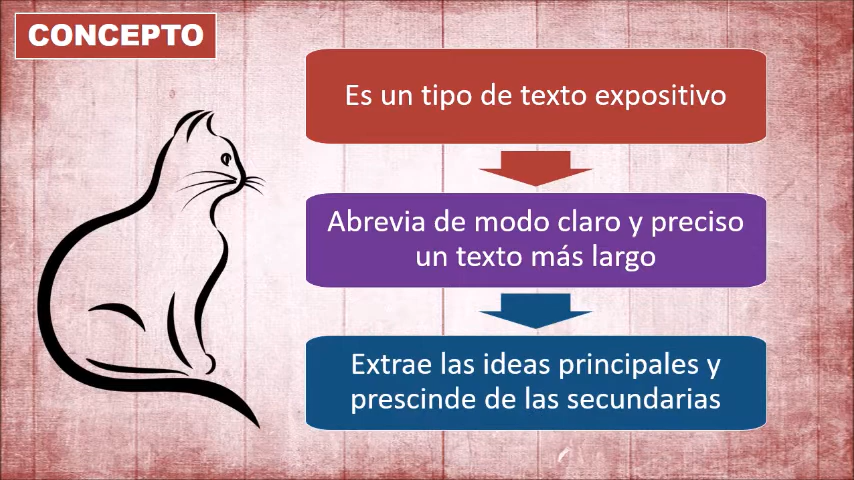 CONCEPTO
Es un tipo de texto expositivo
Abrevia de modo claro y preciso
un texto más largo
Extrae las ideas principales y
prescinde de las secundarias